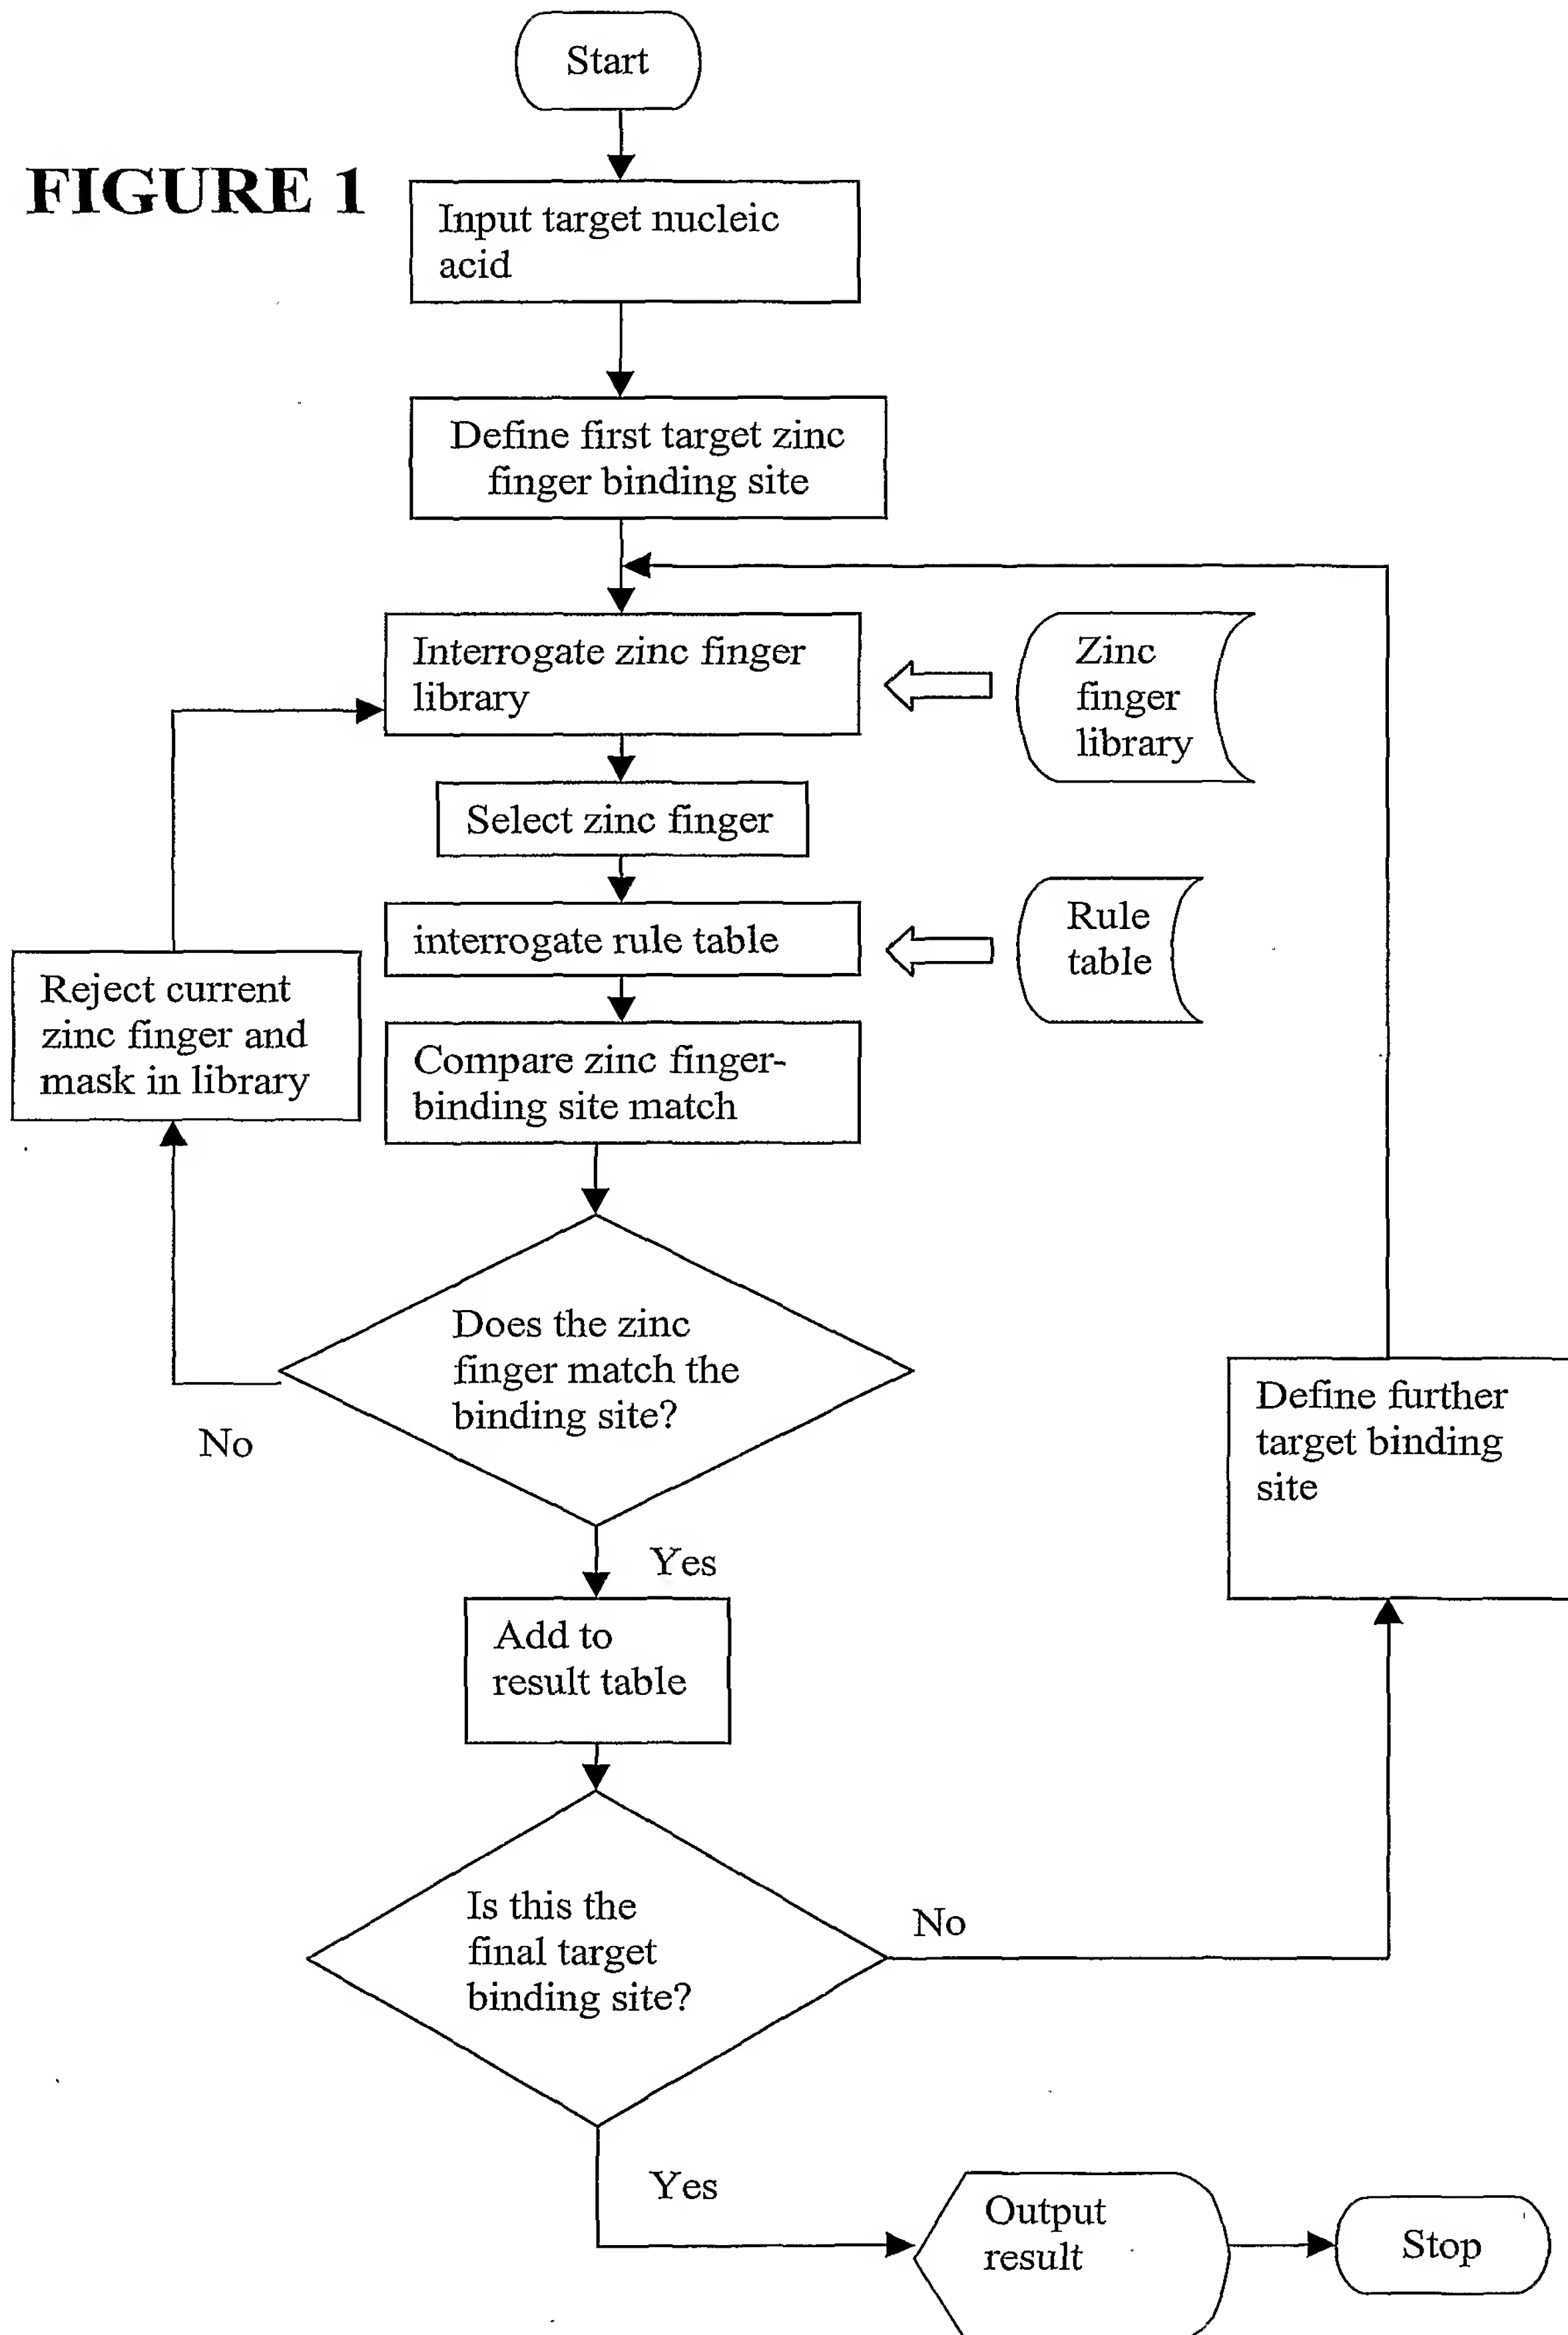 Start
FIGURE 1
Input target nucleic
acid
Define first target zinc
finger binding site
Interrogate zinc finger
library
Zinc
finger
library
Select zinc finger
interrogate rule table
Rule
table
Reject current
zinc finger and
mask in library
Compare zinc finger-
binding site match
Does the zinc
finger match the
binding site?
No
Define further
target binding
site
Yes
Add to
result table
Is this the
final target
binding site?
No
Yes
Output
result
Stop